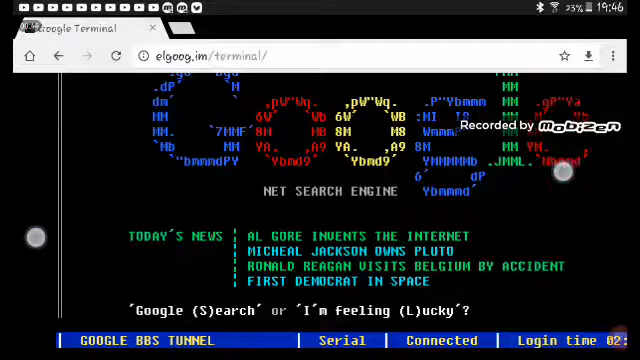 23% 19:46
Google Terminal
elgoog.im/terminal/
Google
Recorded by mobizen
NET SEARCH ENGINE
TODAY'S NEWS
AL GORE INVENTS THE INTERNET
MICHEAL JACKSON OWNS PLUTO
RONALD REAGAN VISITS BELGIUM BY ACCIDENT
FIRST DEMOCRAT IN SPACE
'Google (S)earch' or 'I'm feeling (L)ucky'?
GOOGLE BBS TUNNEL Serial Connected Login time 02: